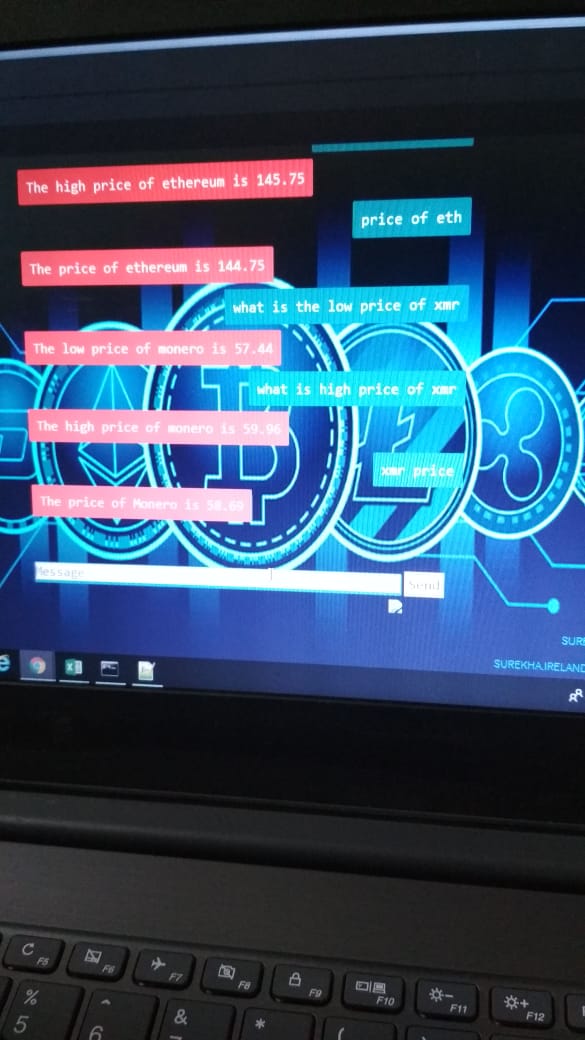 The high price of ethereum is 145.75
price of eth
The price of ethereum is 144.75
what is the low price of xmr
The low price of monero is 57.44
what is high price of xmr
The high price of monero is 59.96
xmr price
The price of Monero is 58.69
Message
Send
SURE
SUREKHA.IRELAND
F5
F6
F7
F8
F9
F10
F11
F12
%
^
&
*
(
5
6